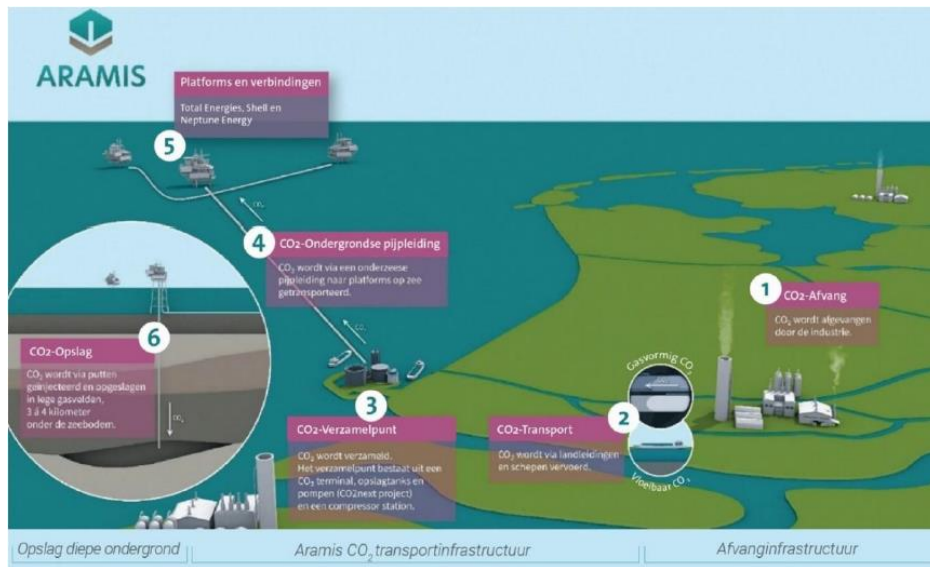 ARAMIS
Platforms en verbindingen
Total Energies, Shell en
Neptune Energy
5
CO₂
4
CO2-Ondergrondse pijpleiding
CO₂ wordt via een onderzeese
pijpleiding naar platforms op zee
getransporteerd.
CO₂
1
CO2-Afvang
CO₂ wordt afgevangen
door de industrie.
6
CO2-Opslag
CO₂ wordt via putten
geïnjecteerd en opgeslagen
in lege gasvelden,
3 á 4 kilometer
onder de zeebodem.
CO₂
3
CO2-Verzamelpunt
CO₂ wordt verzameld.
Het verzamelpunt bestaat uit een
CO₂ terminal, opslagtanks en
pompen (CO2next project)
en een compressor station.
Gasvormig CO₂
2
CO2-Transport
CO₂ wordt via landleidingen
en schepen vervoerd.
Vloeibaar CO₂
Opslag diepe ondergrond
Aramis CO₂ transportinfrastructuur
Afvanginfrastructuur